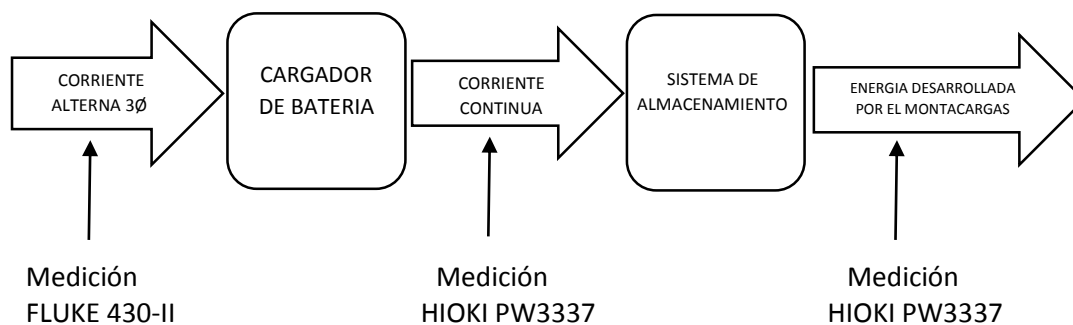 CORRIENTE
ALTERNA 3Ø
CARGADOR
DE BATERIA
CORRIENTE
CONTINUA
SISTEMA DE
ALMACENAMIENTO
ENERGIA DESARROLLADA
POR EL MONTACARGAS
Medición
FLUKE 430-II
Medición
HIOKI PW3337
Medición
HIOKI PW3337